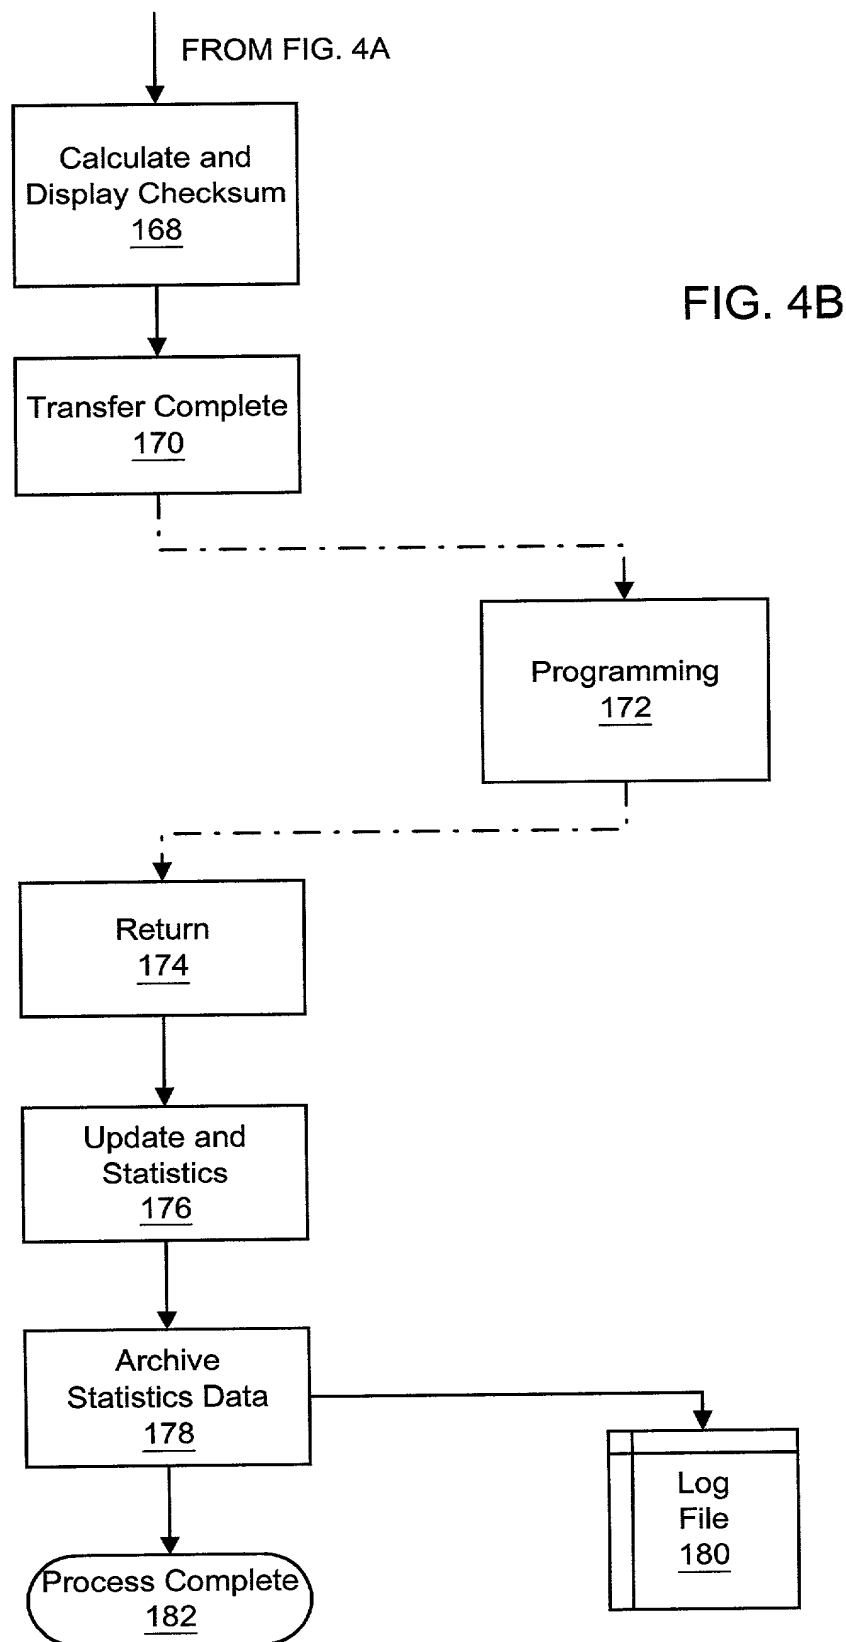 FROM FIG. 4A
Calculate and
Display Checksum
168
FIG. 4B
Transfer Complete
170
Programming
172
Return
174
Update and
Statistics
176
Archive
Statistics Data
178
Log
File
180
Process Complete
182